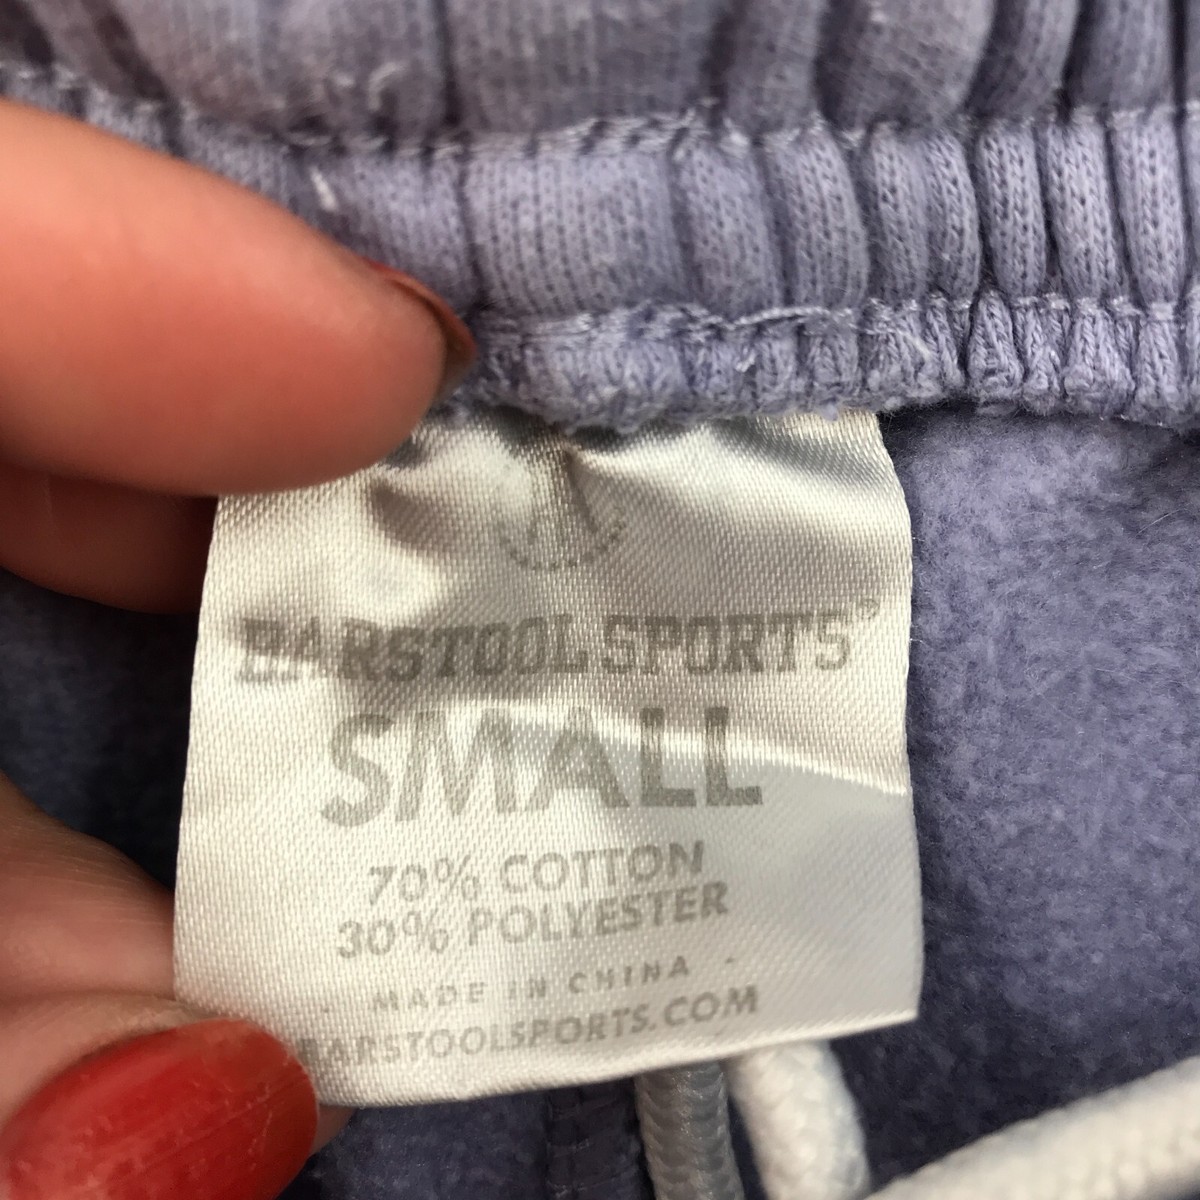 BARSTOOL SPORTS®
SMALL
70% COTTON
30% POLYESTER
- MADE IN CHINA -
BARSTOOLSPORTS.COM